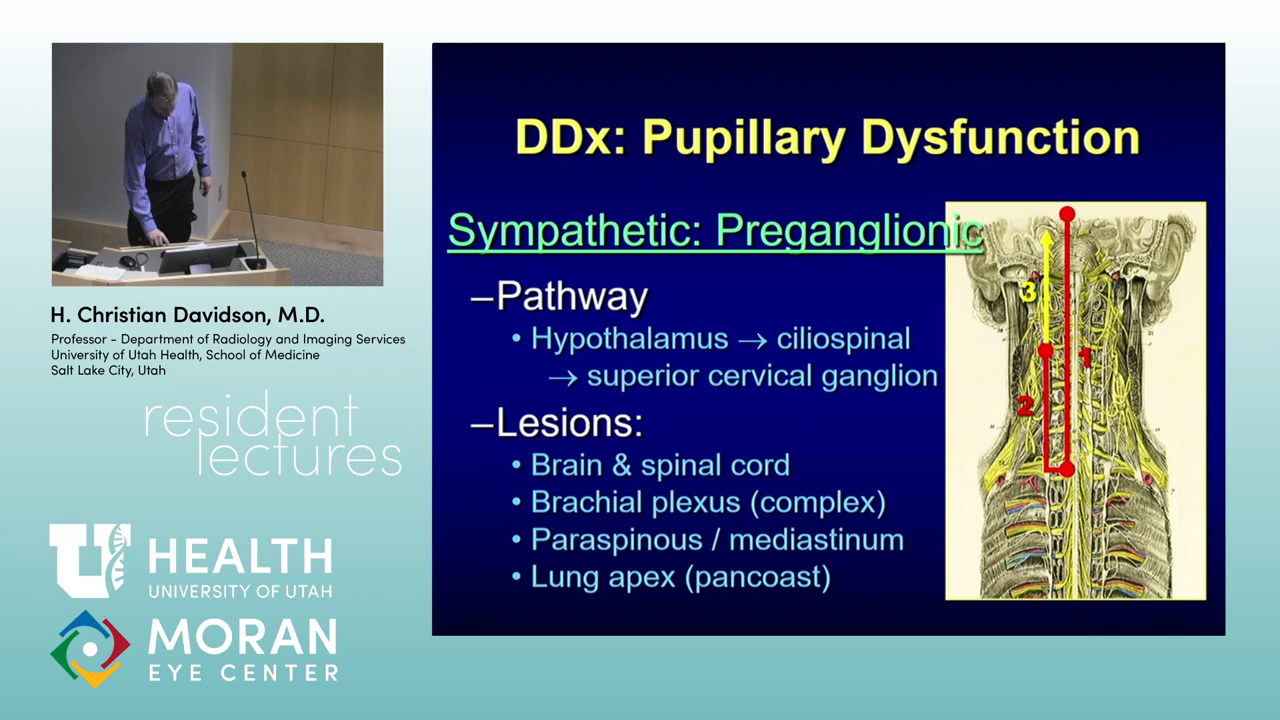 DDx: Pupillary Dysfunction
Sympathetic: Preganglionic
–Pathway
• Hypothalamus → ciliospinal
→ superior cervical ganglion
–Lesions:
• Brain & spinal cord
• Brachial plexus (complex)
• Paraspinous / mediastinum
• Lung apex (pancoast)
3
1
2
H. Christian Davidson, M.D.
Professor - Department of Radiology and Imaging Services
University of Utah Health, School of Medicine
Salt Lake City, Utah
resident
lectures
U HEALTH
UNIVERSITY OF UTAH
MORAN
EYE CENTER